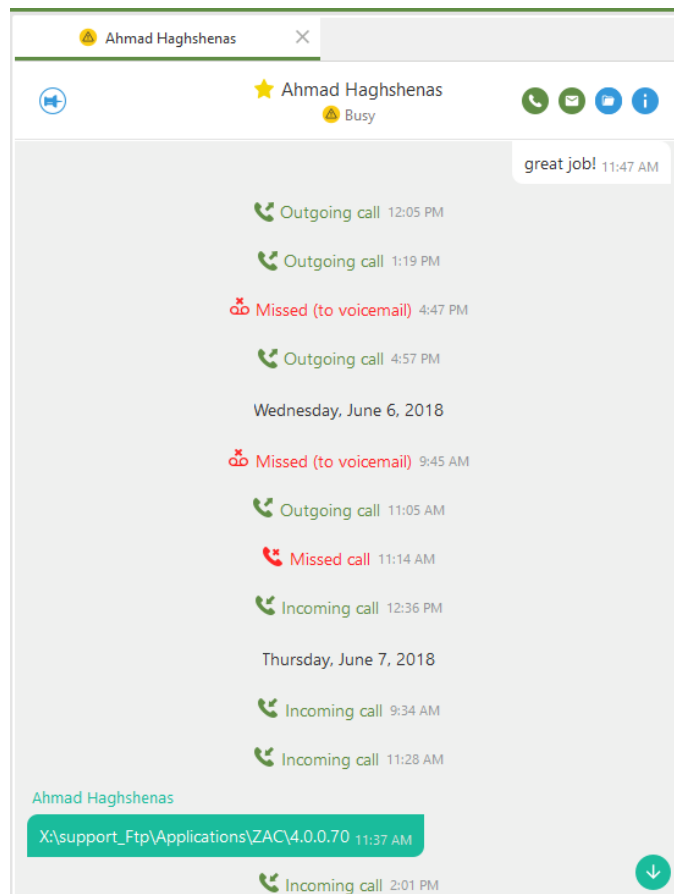 Ahmad Haghshenas
Ahmad Haghshenas
Busy
great job! 11:47 AM
Outgoing call 12:05 PM
Outgoing call 1:19 PM
Missed (to voicemail) 4:47 PM
Outgoing call 4:57 PM
Wednesday, June 6, 2018
Missed (to voicemail) 9:45 AM
Outgoing call 11:05 AM
Missed call 11:14 AM
Incoming call 12:36 PM
Thursday, June 7, 2018
Incoming call 9:34 AM
Incoming call 11:28 AM
Ahmad Haghshenas
X:\support_Ftp\Applications\ZAC\4.0.0.70 11:37 AM
Incoming call 2:01 PM